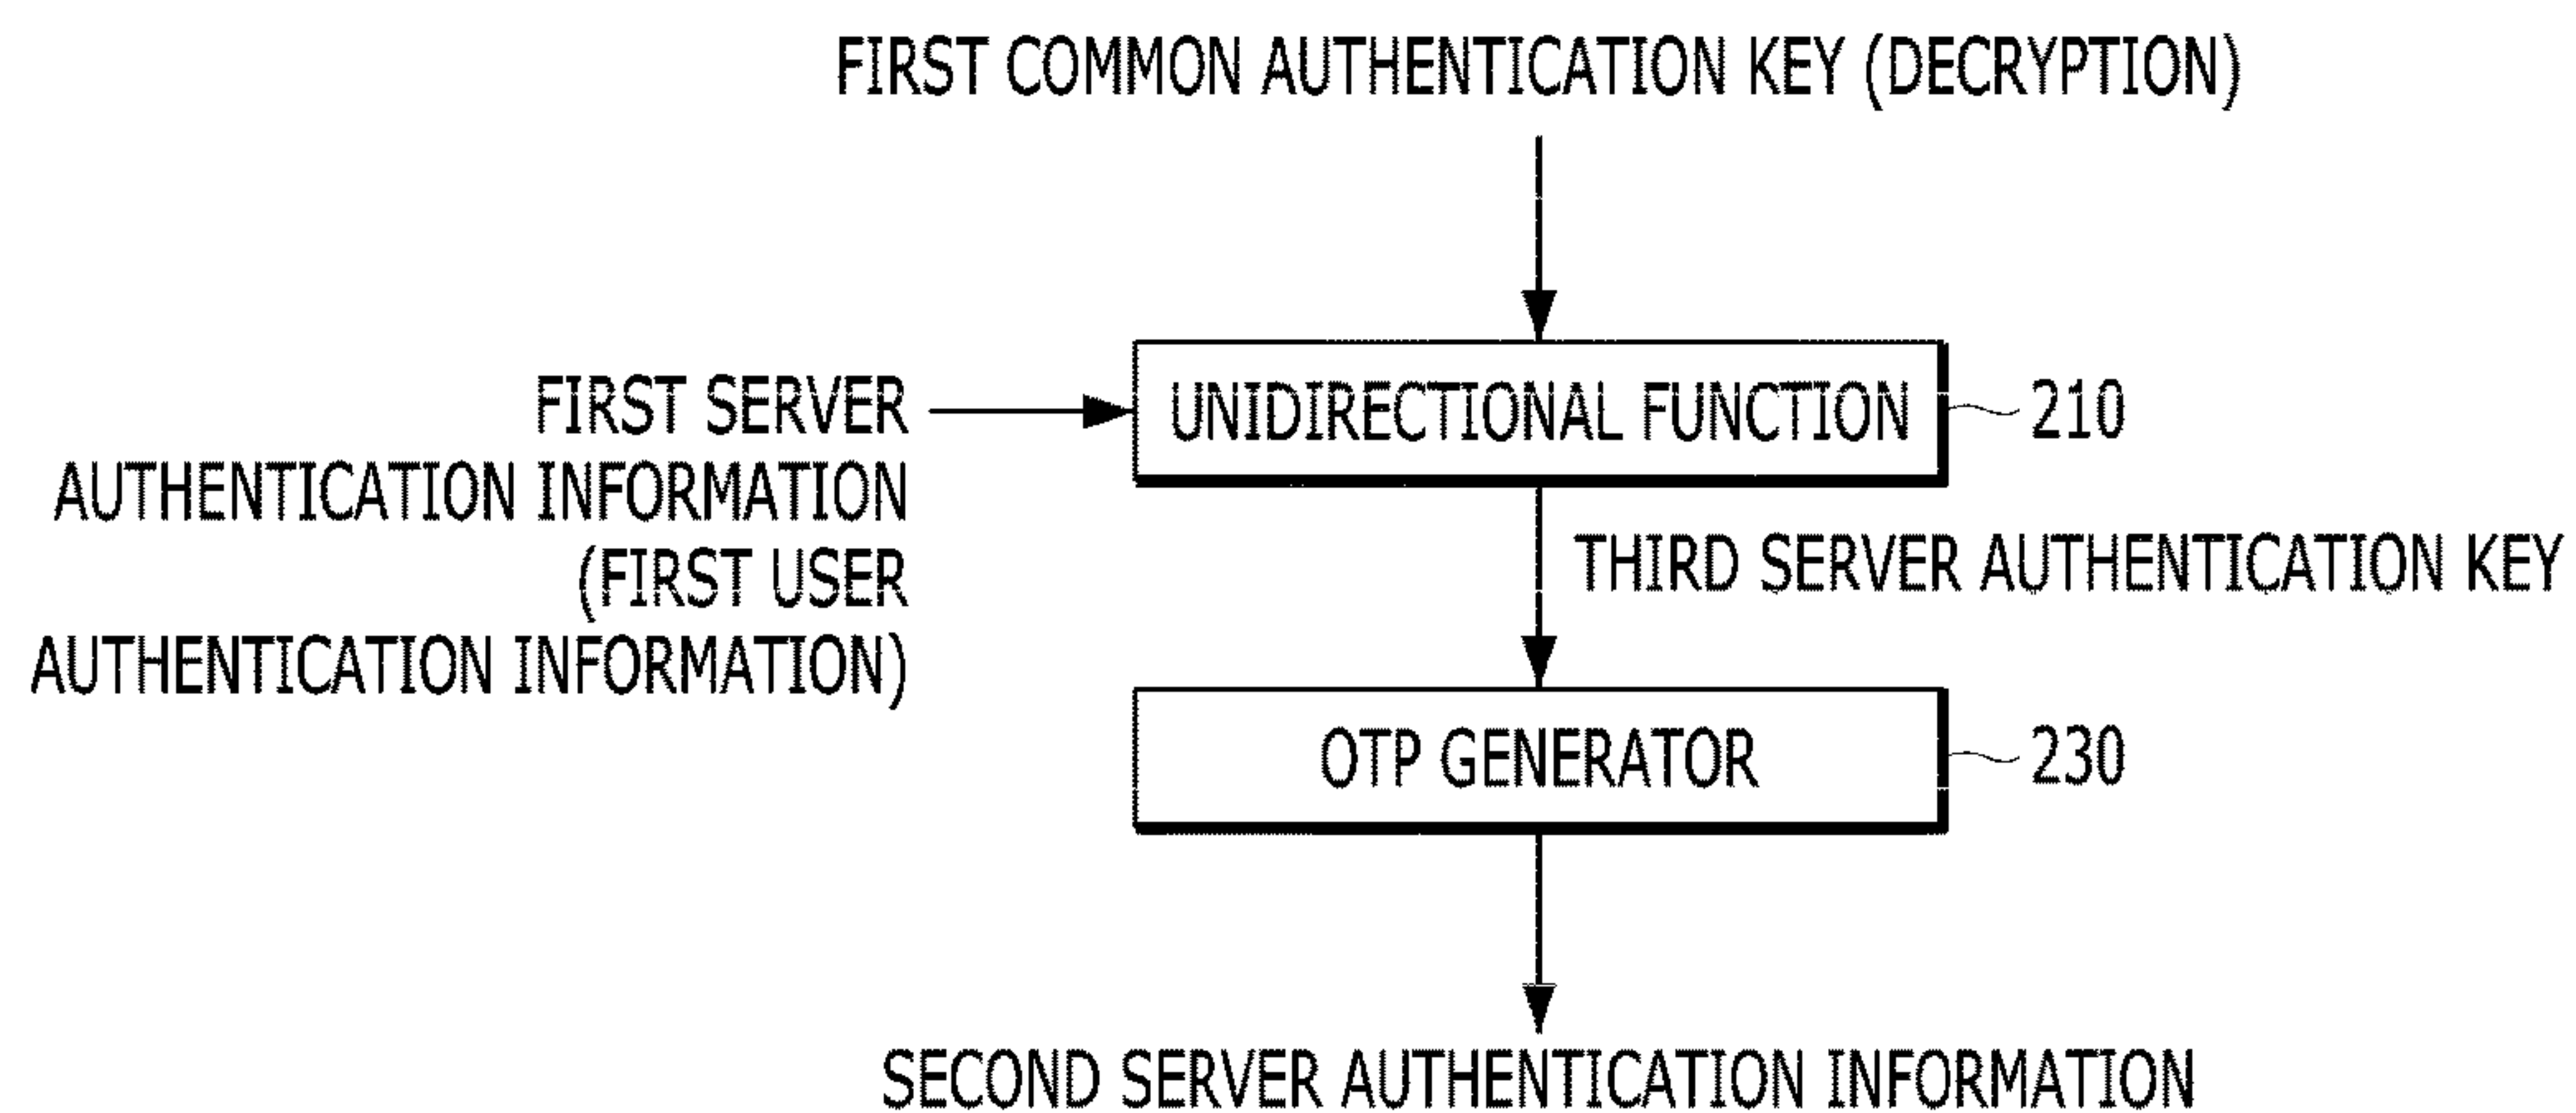 FIRST COMMON AUTHENTICATION KEY (DECRYPTION)
FIRST SERVER
AUTHENTICATION INFORMATION
(FIRST USER
AUTHENTICATION INFORMATION)
UNIDIRECTIONAL FUNCTION
210
THIRD SERVER AUTHENTICATION KEY
OTP GENERATOR
230
SECOND SERVER AUTHENTICATION INFORMATION